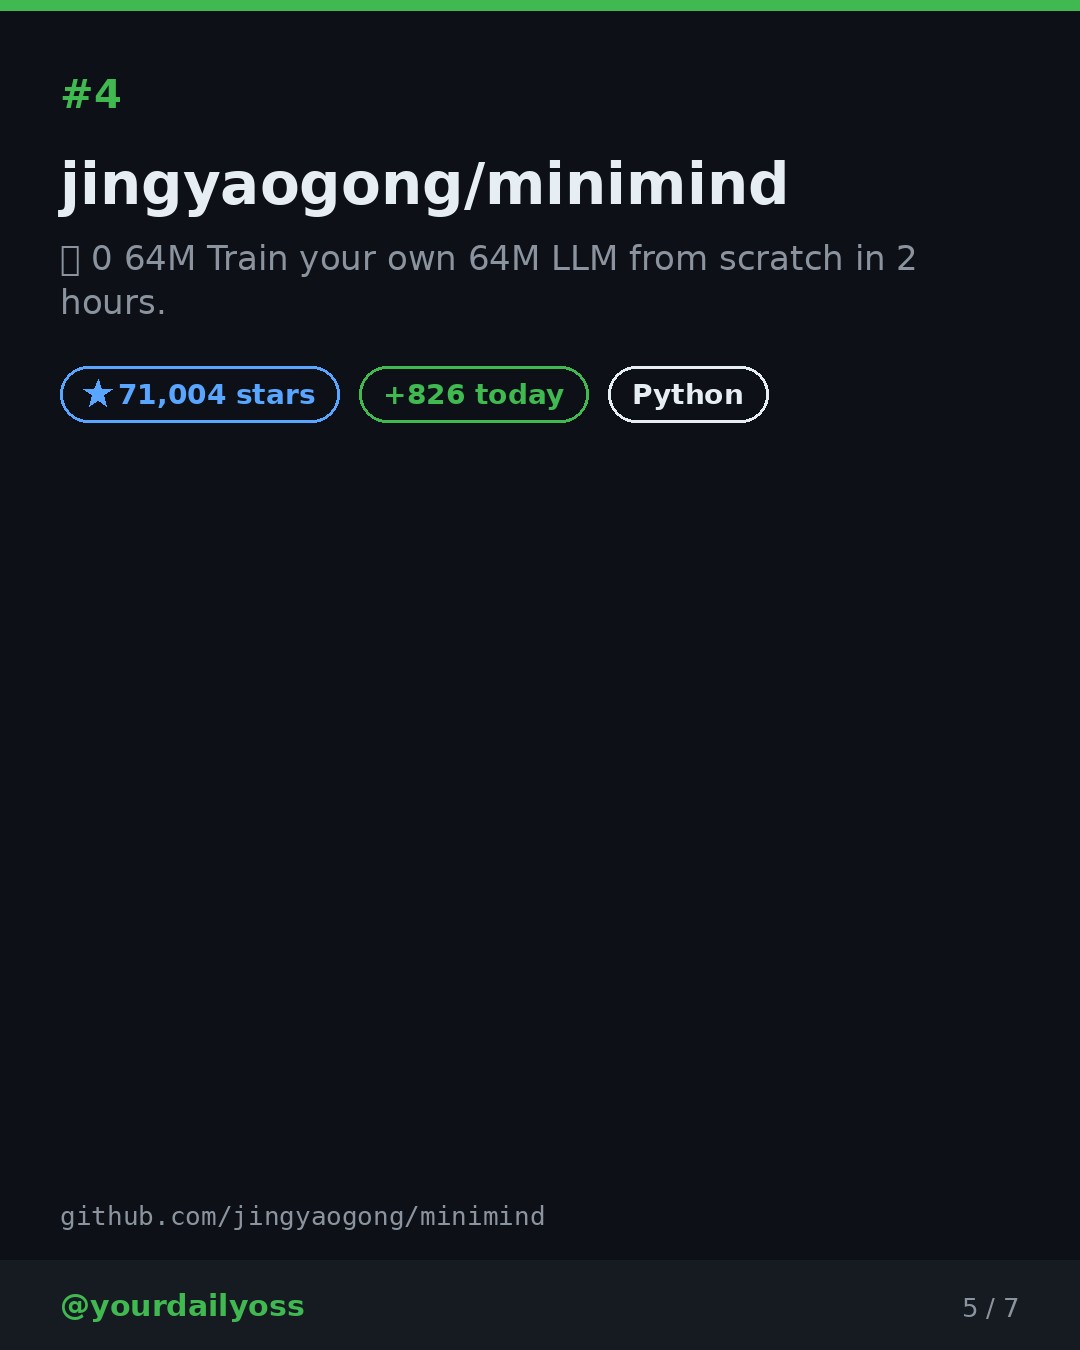 #4
jingyaogong/minimind
0 64M Train your own 64M LLM from scratch in 2
hours.
★ 71,004 stars
+826 today
Python
github.com/jingyaogong/minimind
@yourdailyoss
5 / 7